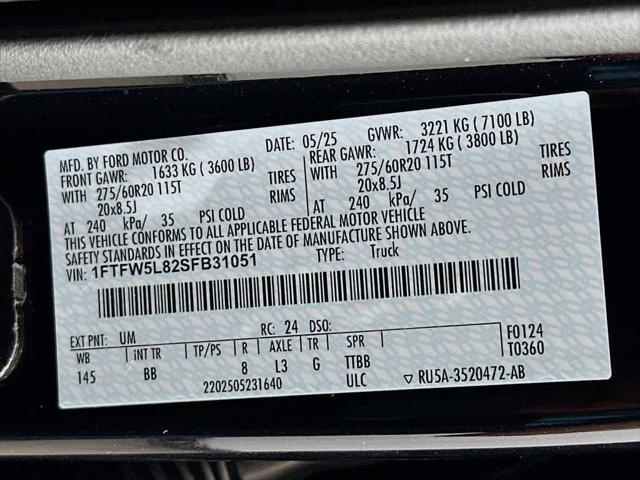 MFD. BY FORD MOTOR CO. DATE: 05/25 GVWR: 3221 KG ( 7100 LB)
FRONT GAWR: 1633 KG ( 3600 LB) REAR GAWR: 1724 KG ( 3800 LB)
WITH 275/60R20 115T TIRES WITH 275/60R20 115T TIRES
20x8.5J RIMS 20x8.5J RIMS
AT 240 kPa/ 35 PSI COLD AT 240 kPa/ 35 PSI COLD
THIS VEHICLE CONFORMS TO ALL APPLICABLE FEDERAL MOTOR VEHICLE
SAFETY STANDARDS IN EFFECT ON THE DATE OF MANUFACTURE SHOWN ABOVE.
VIN: 1FTFW5L82SFB31051 TYPE: Truck
EXT PNT: UM RC: 24 DSO: F0124
WB INT TR TP/PS R AXLE TR SPR T0360
145 BB 8 L3 G TTBB
2202505231640 ULC ▽ RU5A-3520472-AB